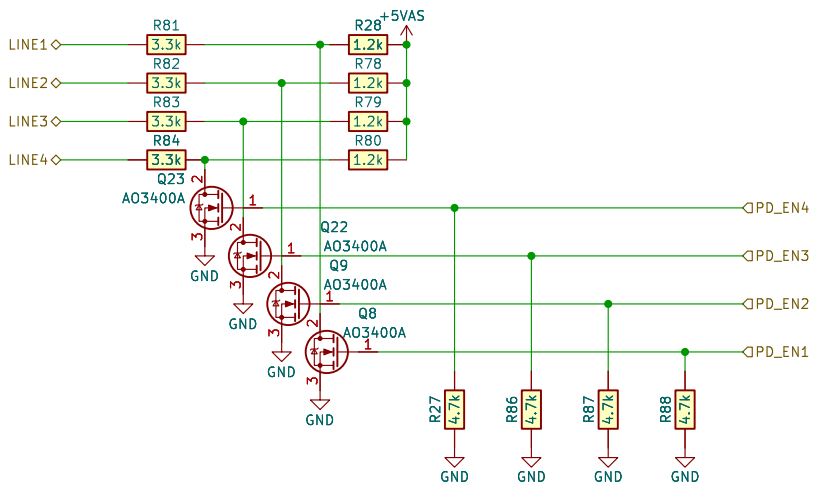 R81
R28
+5VAS
LINE1
3.3k
1.2k
R82
R78
LINE2
3.3k
1.2k
R83
R79
LINE3
3.3k
1.2k
R84
R80
LINE4
3.3k
1.2k
Q23
AO3400A
2
1
3
GND
PD_EN4
Q22
AO3400A
2
1
3
GND
PD_EN3
Q9
AO3400A
2
1
3
GND
PD_EN2
Q8
AO3400A
2
1
3
GND
PD_EN1
R27
4.7k
GND
R86
4.7k
GND
R87
4.7k
GND
R88
4.7k
GND